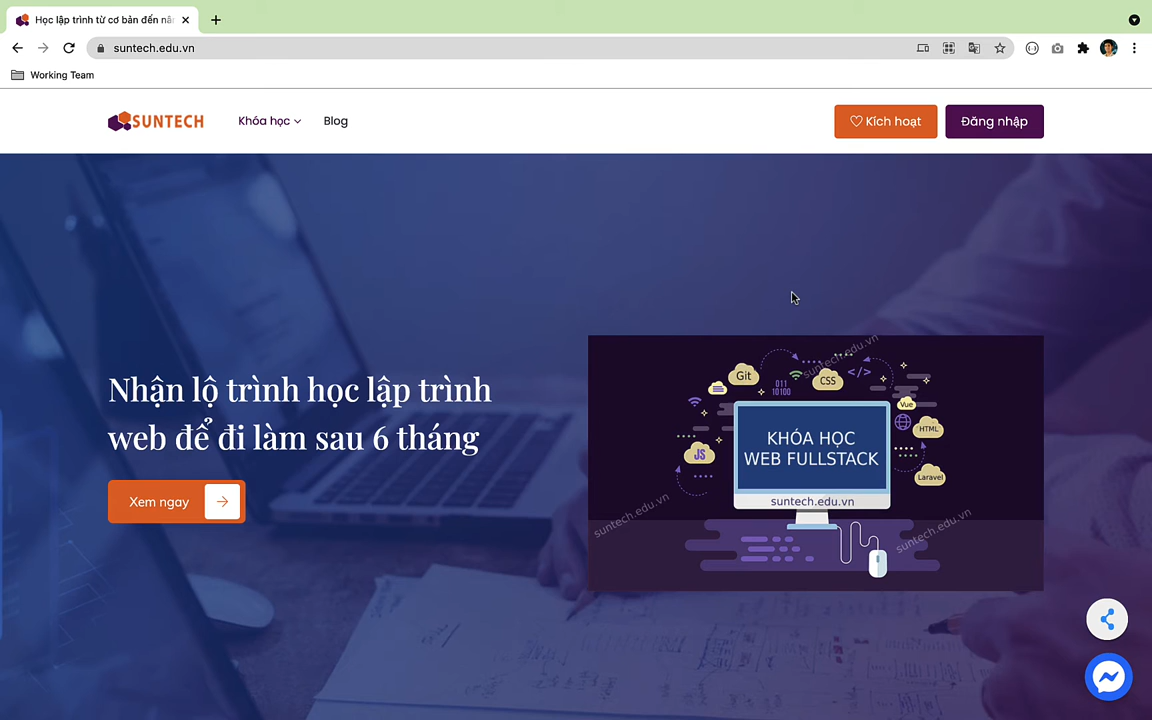 Học lập trình từ cơ bản đến nân
suntech.edu.vn
Working Team
SUNTECH
Khóa học
Blog
Kích hoạt
Đăng nhập
Nhận lộ trình học lập trình
web để đi làm sau 6 tháng
Xem ngay
Git
011
10100
CSS
</>
Vue
HTML
JS
Laravel
KHÓA HỌC
WEB FULLSTACK
suntech.edu.vn
suntech.edu.vn
suntech.edu.vn
suntech.edu.vn